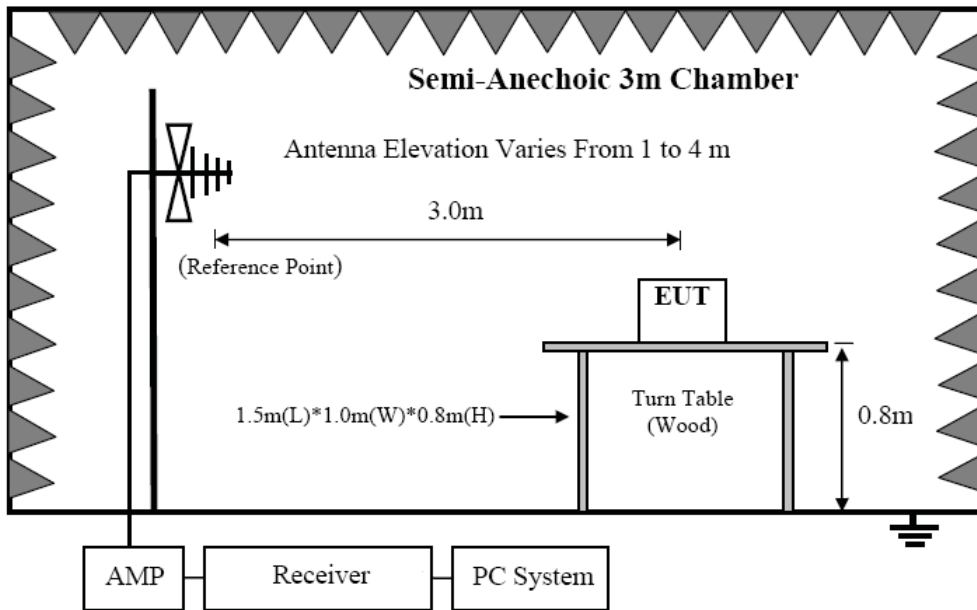 Semi-Anechoic 3m Chamber
Antenna Elevation Varies From 1 to 4 m
3.0m
(Reference Point)
EUT
1.5m(L)*1.0m(W)*0.8m(H)
Turn Table
(Wood)
0.8m
AMP
Receiver
PC System